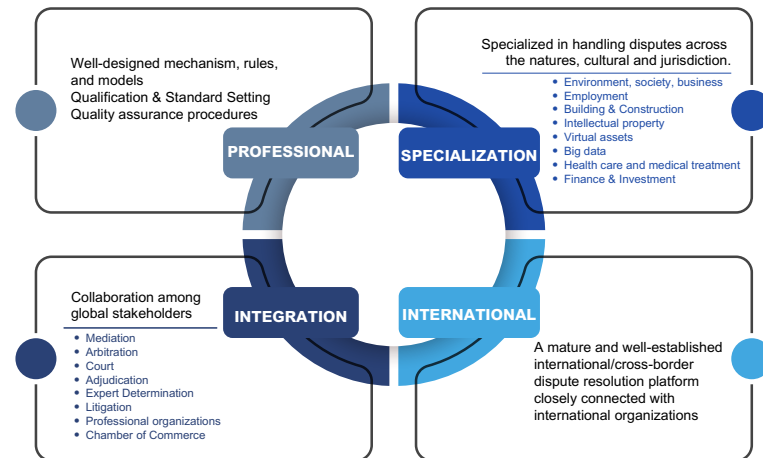 Well-designed mechanism, rules,
and models
Qualification & Standard Setting
Quality assurance procedures
PROFESSIONAL
Specialized in handling disputes across
the natures, cultural and jurisdiction.
• Environment, society, business
• Employment
• Building & Construction
• Intellectual property
• Virtual assets
• Big data
• Health care and medical treatment
• Finance & Investment
SPECIALIZATION
Collaboration among
global stakeholders
• Mediation
• Arbitration
• Court
• Adjudication
• Expert Determination
• Litigation
• Professional organizations
• Chamber of Commerce
INTEGRATION
INTERNATIONAL
A mature and well-established
international/cross-border
dispute resolution platform
closely connected with
international organizations